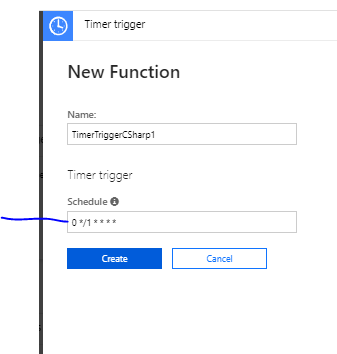 Timer trigger
New Function
Name:
TimerTriggerCSharp1
Timer trigger
Schedule
0 */1 * * * *
Create
Cancel